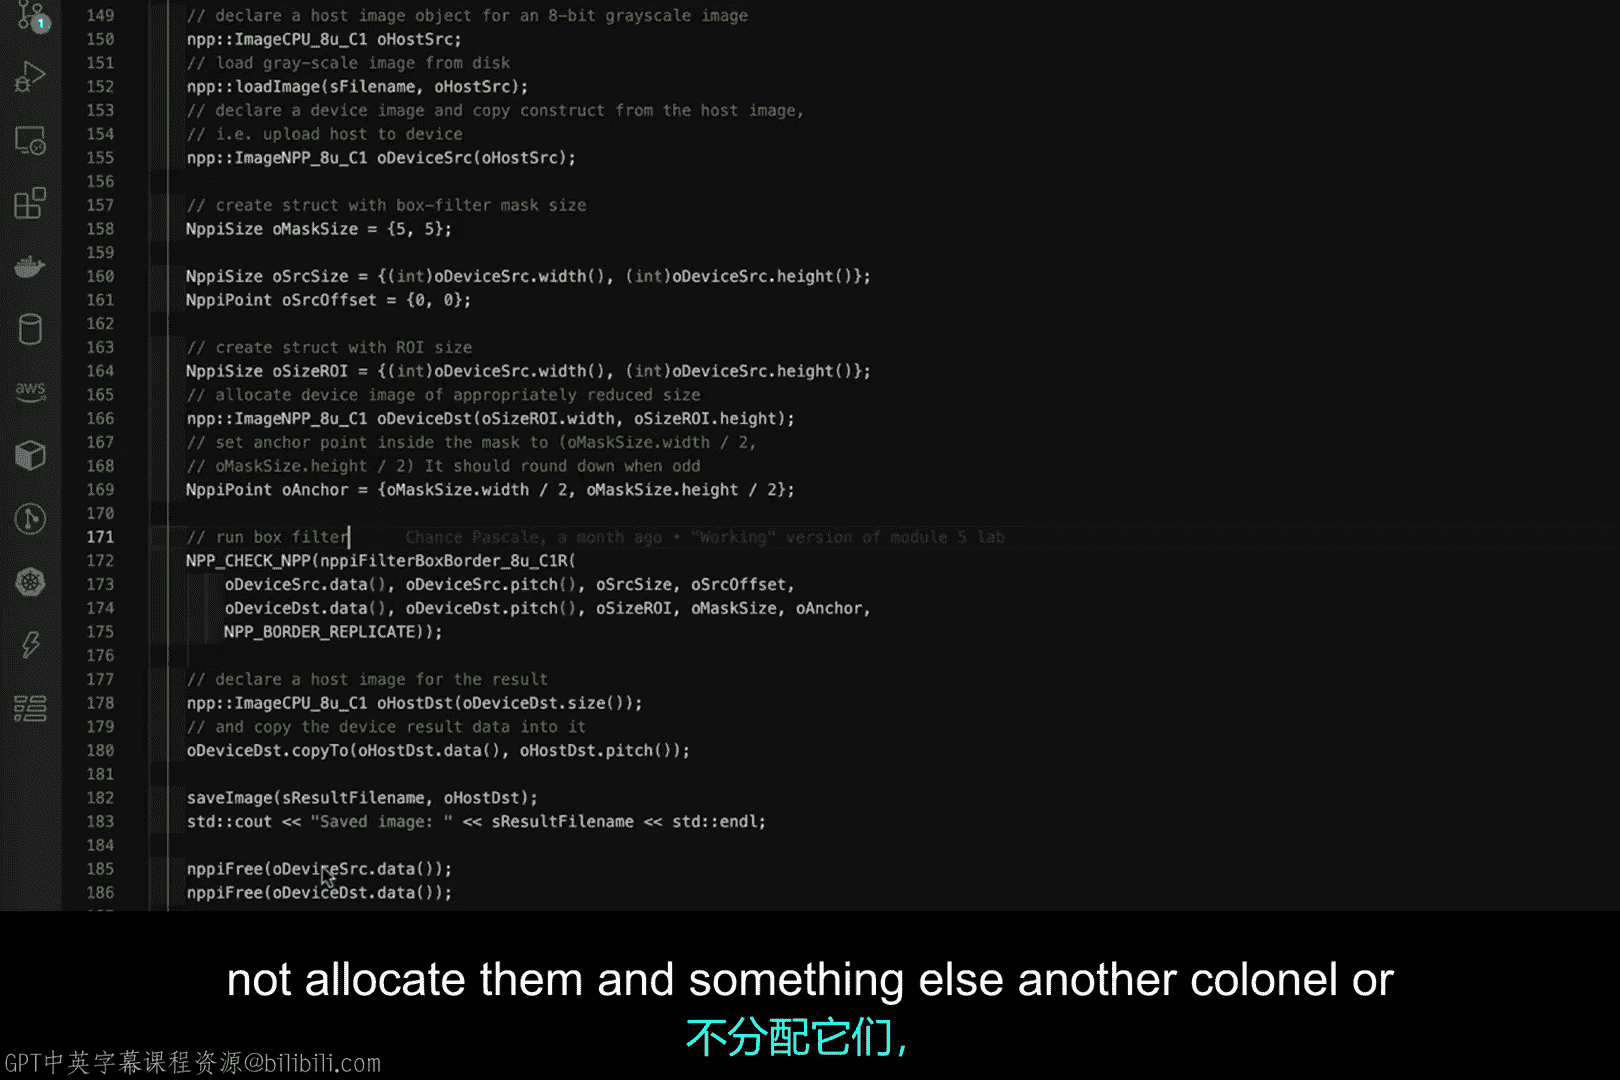 149 // declare a host image object for an 8-bit grayscale image
150 npp::ImageCPU_8u_C1 oHostSrc;
151 // load gray-scale image from disk
152 npp::loadImage(sFilename, oHostSrc);
153 // declare a device image and copy construct from the host image,
154 // i.e. upload host to device
155 npp::ImageNPP_8u_C1 oDeviceSrc(oHostSrc);
156
157 // create struct with box-filter mask size
158 NppiSize oMaskSize = {5, 5};
159
160 NppiSize oSrcSize = {(int)oDeviceSrc.width(), (int)oDeviceSrc.height()};
161 NppiPoint oSrcOffset = {0, 0};
162
163 // create struct with ROI size
164 NppiSize oSizeROI = {(int)oDeviceSrc.width(), (int)oDeviceSrc.height()};
165 // allocate device image of appropriately reduced size
166 npp::ImageNPP_8u_C1 oDeviceDst(oSizeROI.width, oSizeROI.height);
167 // set anchor point inside the mask to (oMaskSize.width / 2,
168 // oMaskSize.height / 2) It should round down when odd
169 NppiPoint oAnchor = {oMaskSize.width / 2, oMaskSize.height / 2};
170
171 // run box filter Chance Pascale, a month ago • "Working" version of module 5 lab
172 NPP_CHECK_NPP(nppiFilterBoxBorder_8u_C1R(
173 oDeviceSrc.data(), oDeviceSrc.pitch(), oSrcSize, oSrcOffset,
174 oDeviceDst.data(), oDeviceDst.pitch(), oSizeROI, oMaskSize, oAnchor,
175 NPP_BORDER_REPLICATE));
176
177 // declare a host image for the result
178 npp::ImageCPU_8u_C1 oHostDst(oDeviceDst.size());
179 // and copy the device result data into it
180 oDeviceDst.copyTo(oHostDst.data(), oHostDst.pitch());
181
182 saveImage(sResultFilename, oHostDst);
183 std::cout << "Saved image: " << sResultFilename << std::endl;
184
185 nppiFree(oDeviceSrc.data());
186 nppiFree(oDeviceDst.data());
1
aws
not allocate them and something else another colonel or
不分配它们，
GPT中英字幕课程资源@bilibili.com